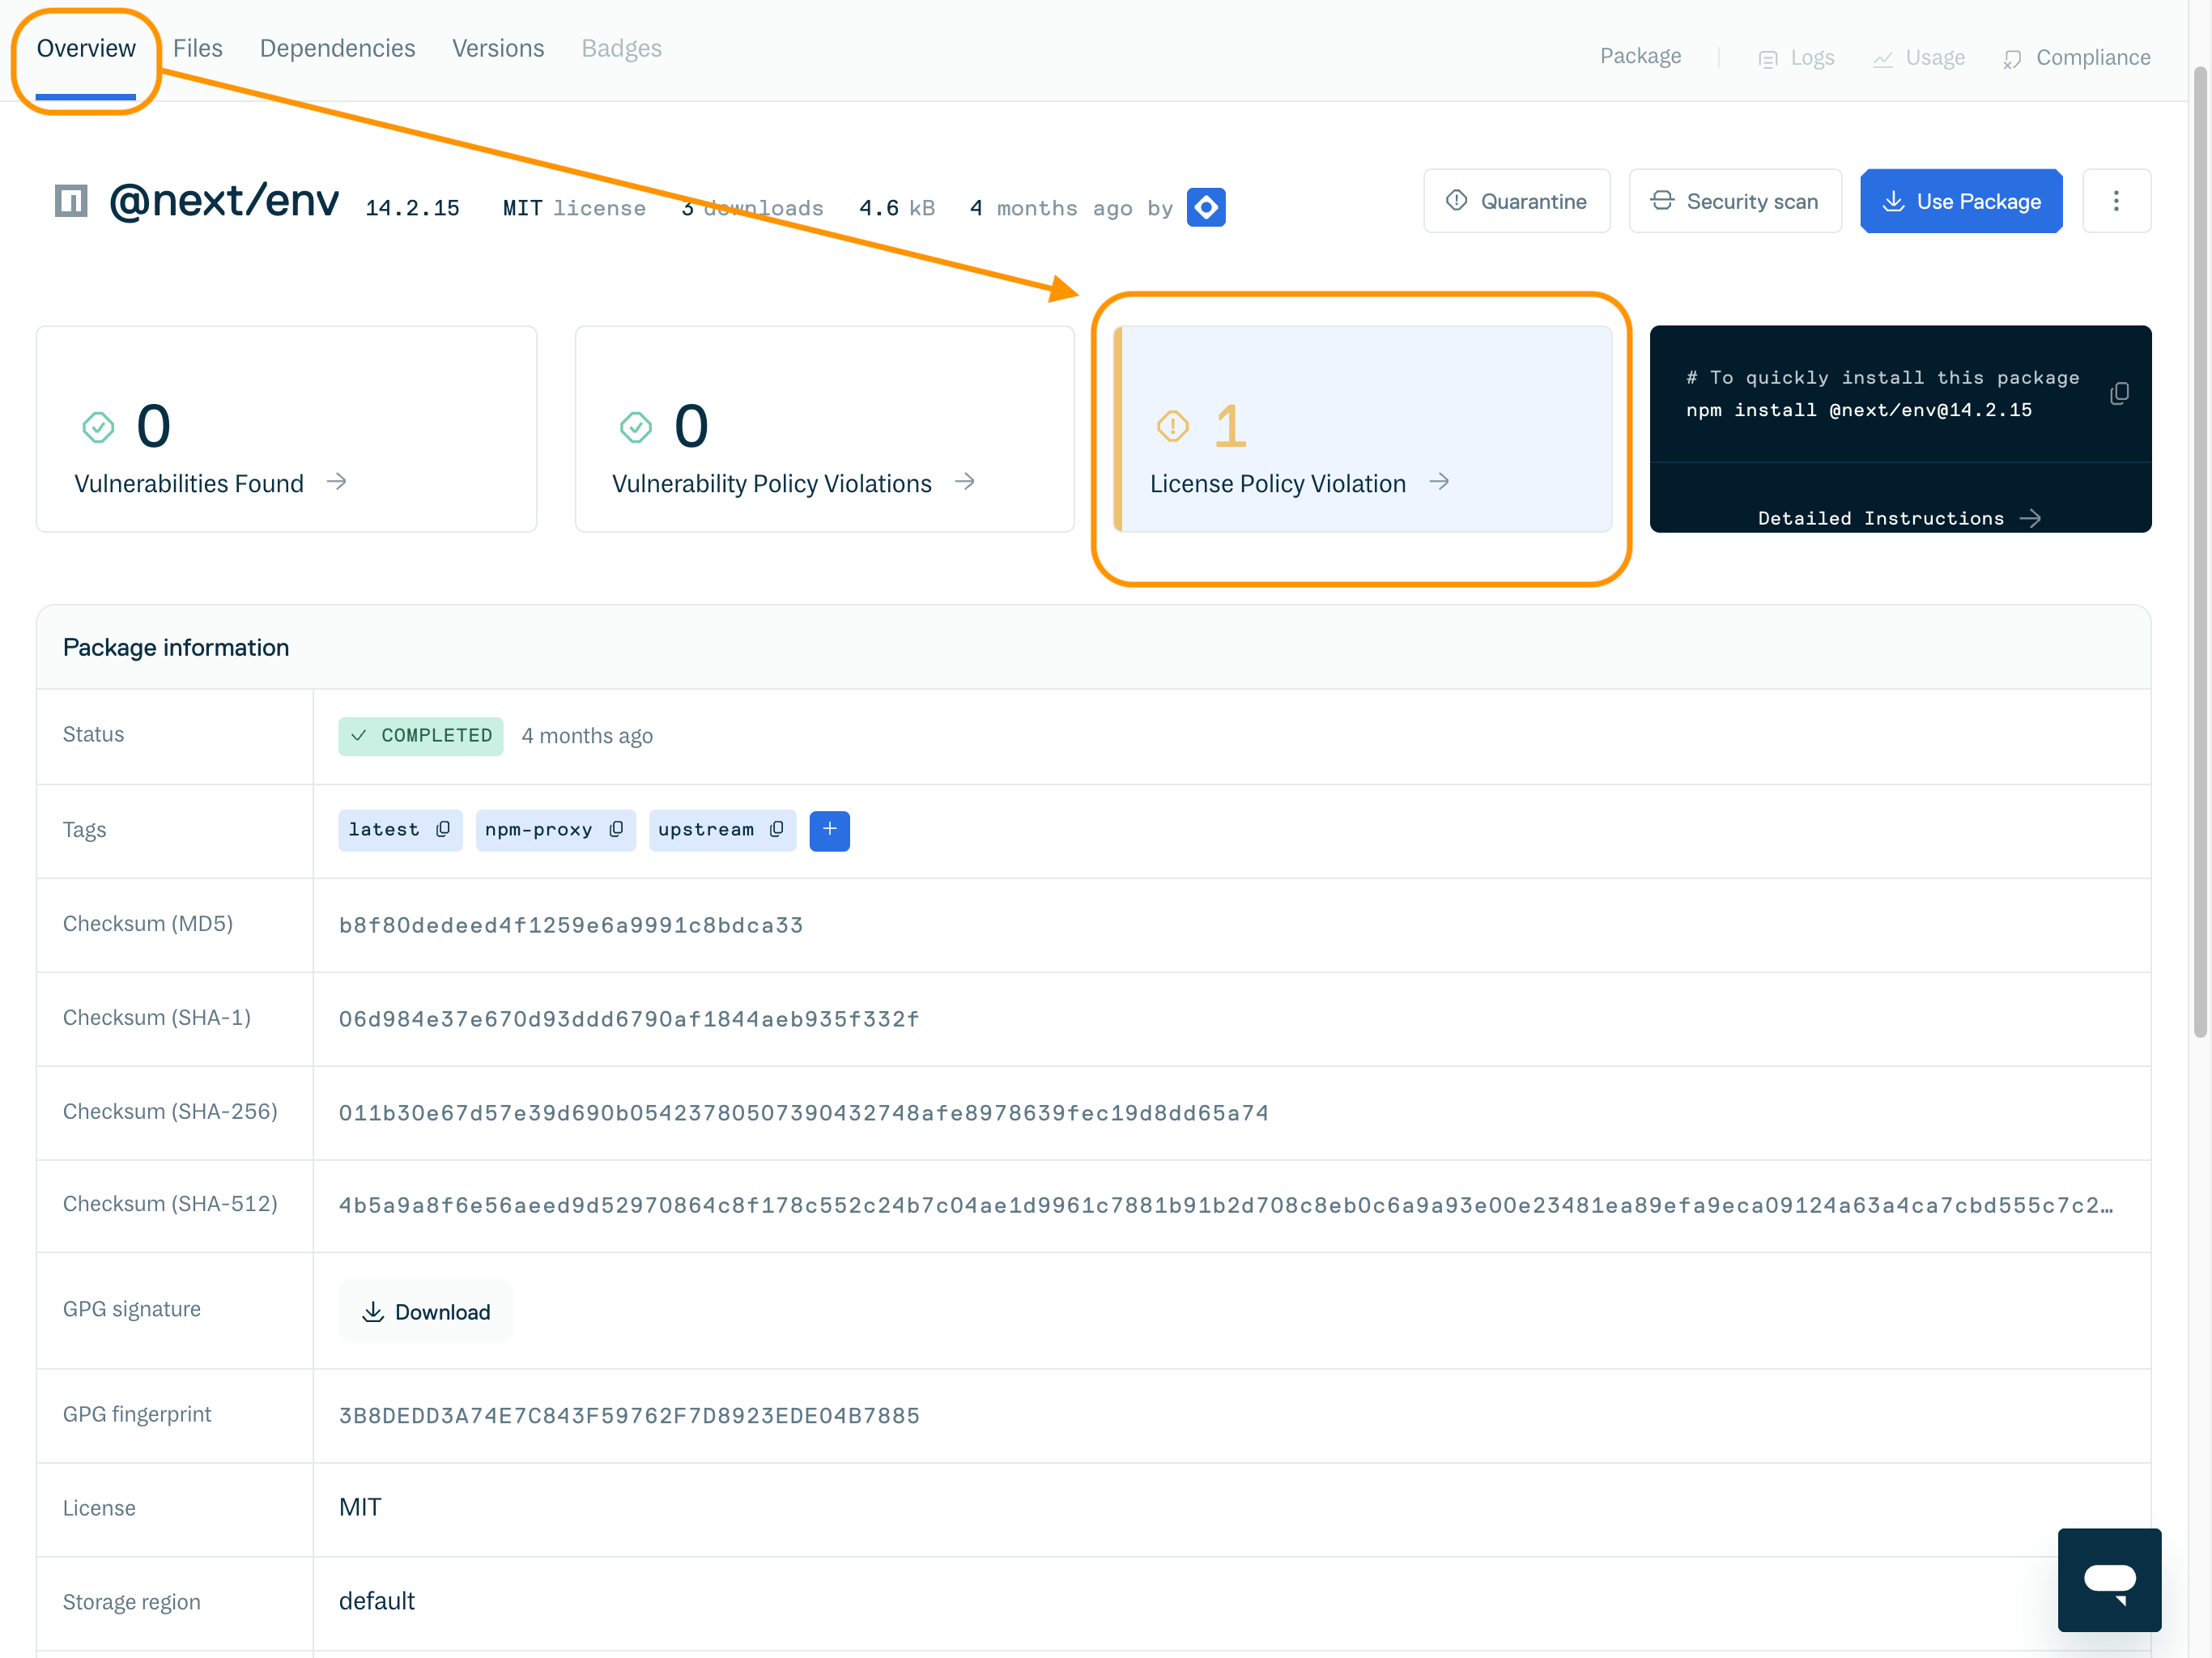 Overview Files Dependencies Versions Badges Package Logs Usage Compliance
@next/env 14.2.15 MIT license 3 downloads 4.6 kB 4 months ago by Quarantine Security scan Use Package
0
Vulnerabilities Found
0
Vulnerability Policy Violations
1
License Policy Violation
# To quickly install this package
npm install @next/env@14.2.15
Detailed Instructions
Package information
Status COMPLETED 4 months ago
Tags latest npm-proxy upstream +
Checksum (MD5) b8f80dedeed4f1259e6a9991c8bdca33
Checksum (SHA-1) 06d984e37e670d93ddd6790af1844aeb935f332f
Checksum (SHA-256) 011b30e67d57e39d690b05423780507390432748afe8978639fec19d8dd65a74
Checksum (SHA-512) 4b5a9a8f6e56aeed9d52970864c8f178c552c24b7c04ae1d9961c7881b91b2d708c8eb0c6a9a93e00e23481ea89efa9eca09124a63a4ca7cbd555c7c2…
GPG signature Download
GPG fingerprint 3B8DEDD3A74E7C843F59762F7D8923EDE04B7885
License MIT
Storage region default